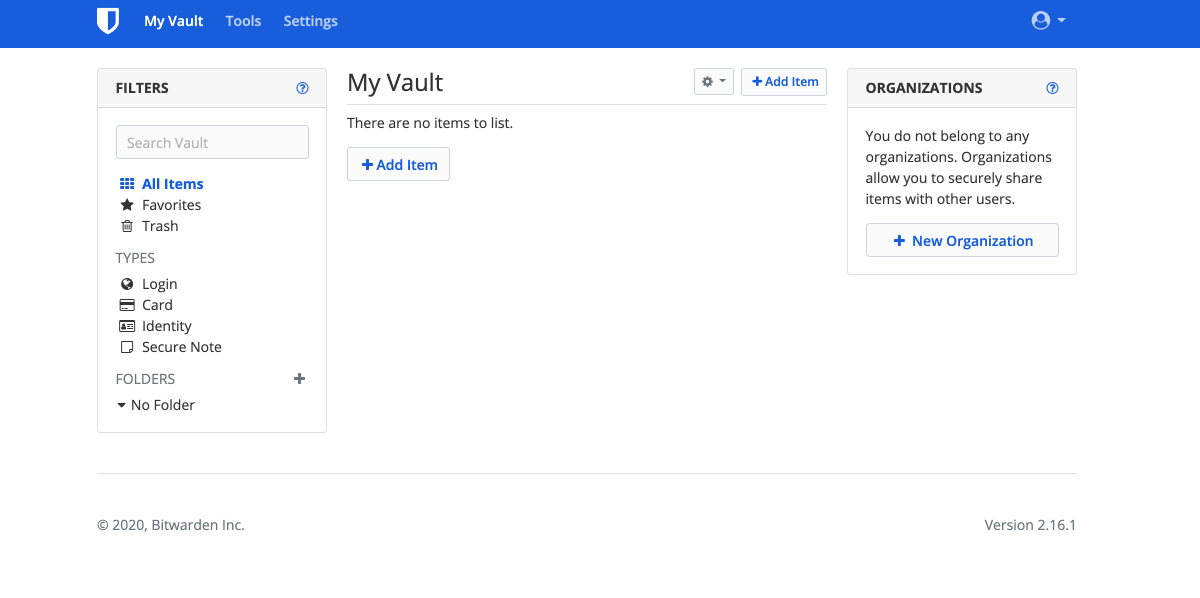 My Vault Tools Settings
FILTERS
Search Vault
All Items
Favorites
Trash
TYPES
Login
Card
Identity
Secure Note
FOLDERS
No Folder
My Vault
Add Item
There are no items to list.
Add Item
ORGANIZATIONS
You do not belong to any
organizations. Organizations
allow you to securely share
items with other users.
New Organization
© 2020, Bitwarden Inc.
Version 2.16.1